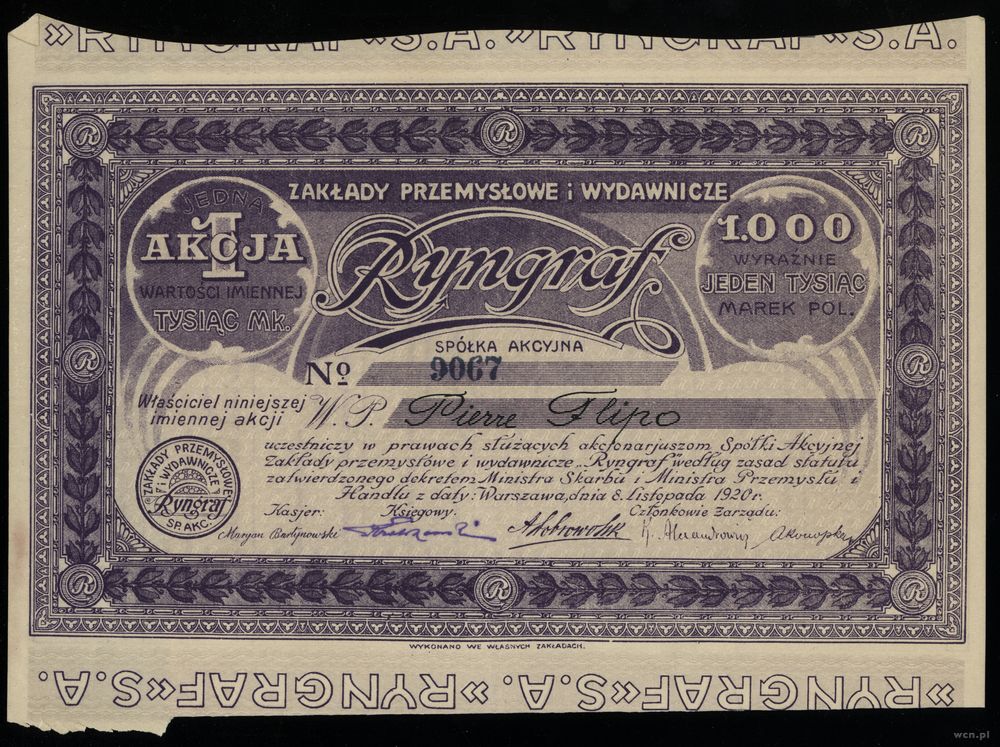 »RYNGRAF«S.A.»RYNGRAF«S.A.
ZAKŁADY PRZEMYSŁOWE i WYDAWNICZE
Ryngraf
SPÓŁKA AKCYJNA
JEDNA
1
AKCJA
WARTOŚCI IMIENNEJ
TYSIĄC MK.
1.000
WYRAŹNIE
JEDEN TYSIĄC
MAREK POL.
No 9067
Właściciel niniejszej
imiennej akcji W. P. Pierre Flipo
uczestniczy w prawach służących akcjonarjuszom Spółki Akcyjnej
Zakłady przemysłowe i wydawnicze „Ryngraf” według zasad statutu
zatwierdzonego dekretem Ministra Skarbu i Ministra Przemysłu i
Handlu z daty: Warszawa, dnia 8. Listopada 1920 r.
Kasjer: Księgowy: Członkowie Zarządu:
Maryan Bartynowski
ZAKŁADY PRZEMYSŁOWE
i WYDAWNICZE
Ryngraf
SP. AKC.
R
R
R
R
R
R
R
R
WYKONANO WE WŁASNYCH ZAKŁADACH.
»RYNGRAF«S.A.»RYNGRAF«S.A.
wcn.pl